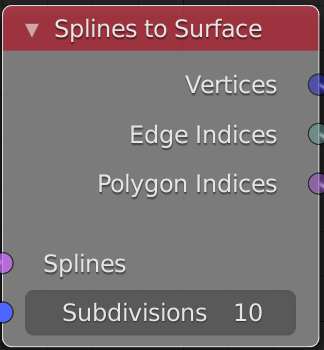 Splines to Surface
Vertices
Edge Indices
Polygon Indices
Splines
Subdivisions 10